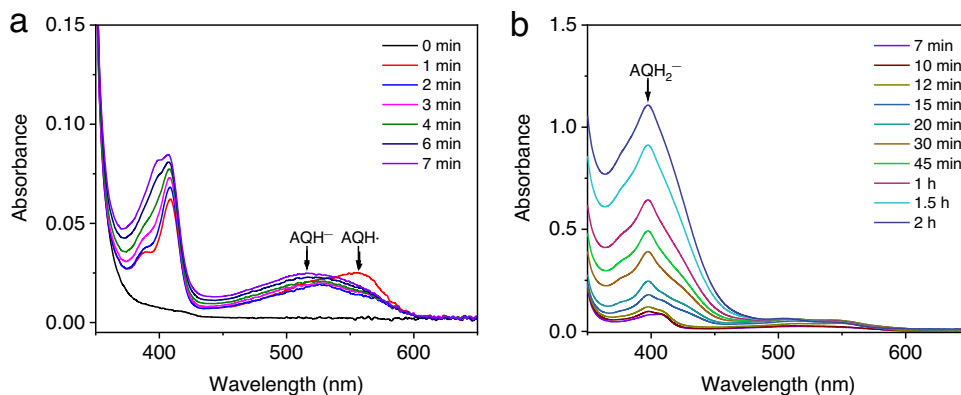 a
0.15
0.10
0.05
0.00
Absorbance
400
500
600
Wavelength (nm)
0 min
1 min
2 min
3 min
4 min
6 min
7 min
AQH⁻
AQH·
b
1.5
1.0
0.5
0.0
Absorbance
400
500
600
Wavelength (nm)
AQH₂⁻
7 min
10 min
12 min
15 min
20 min
30 min
45 min
1 h
1.5 h
2 h